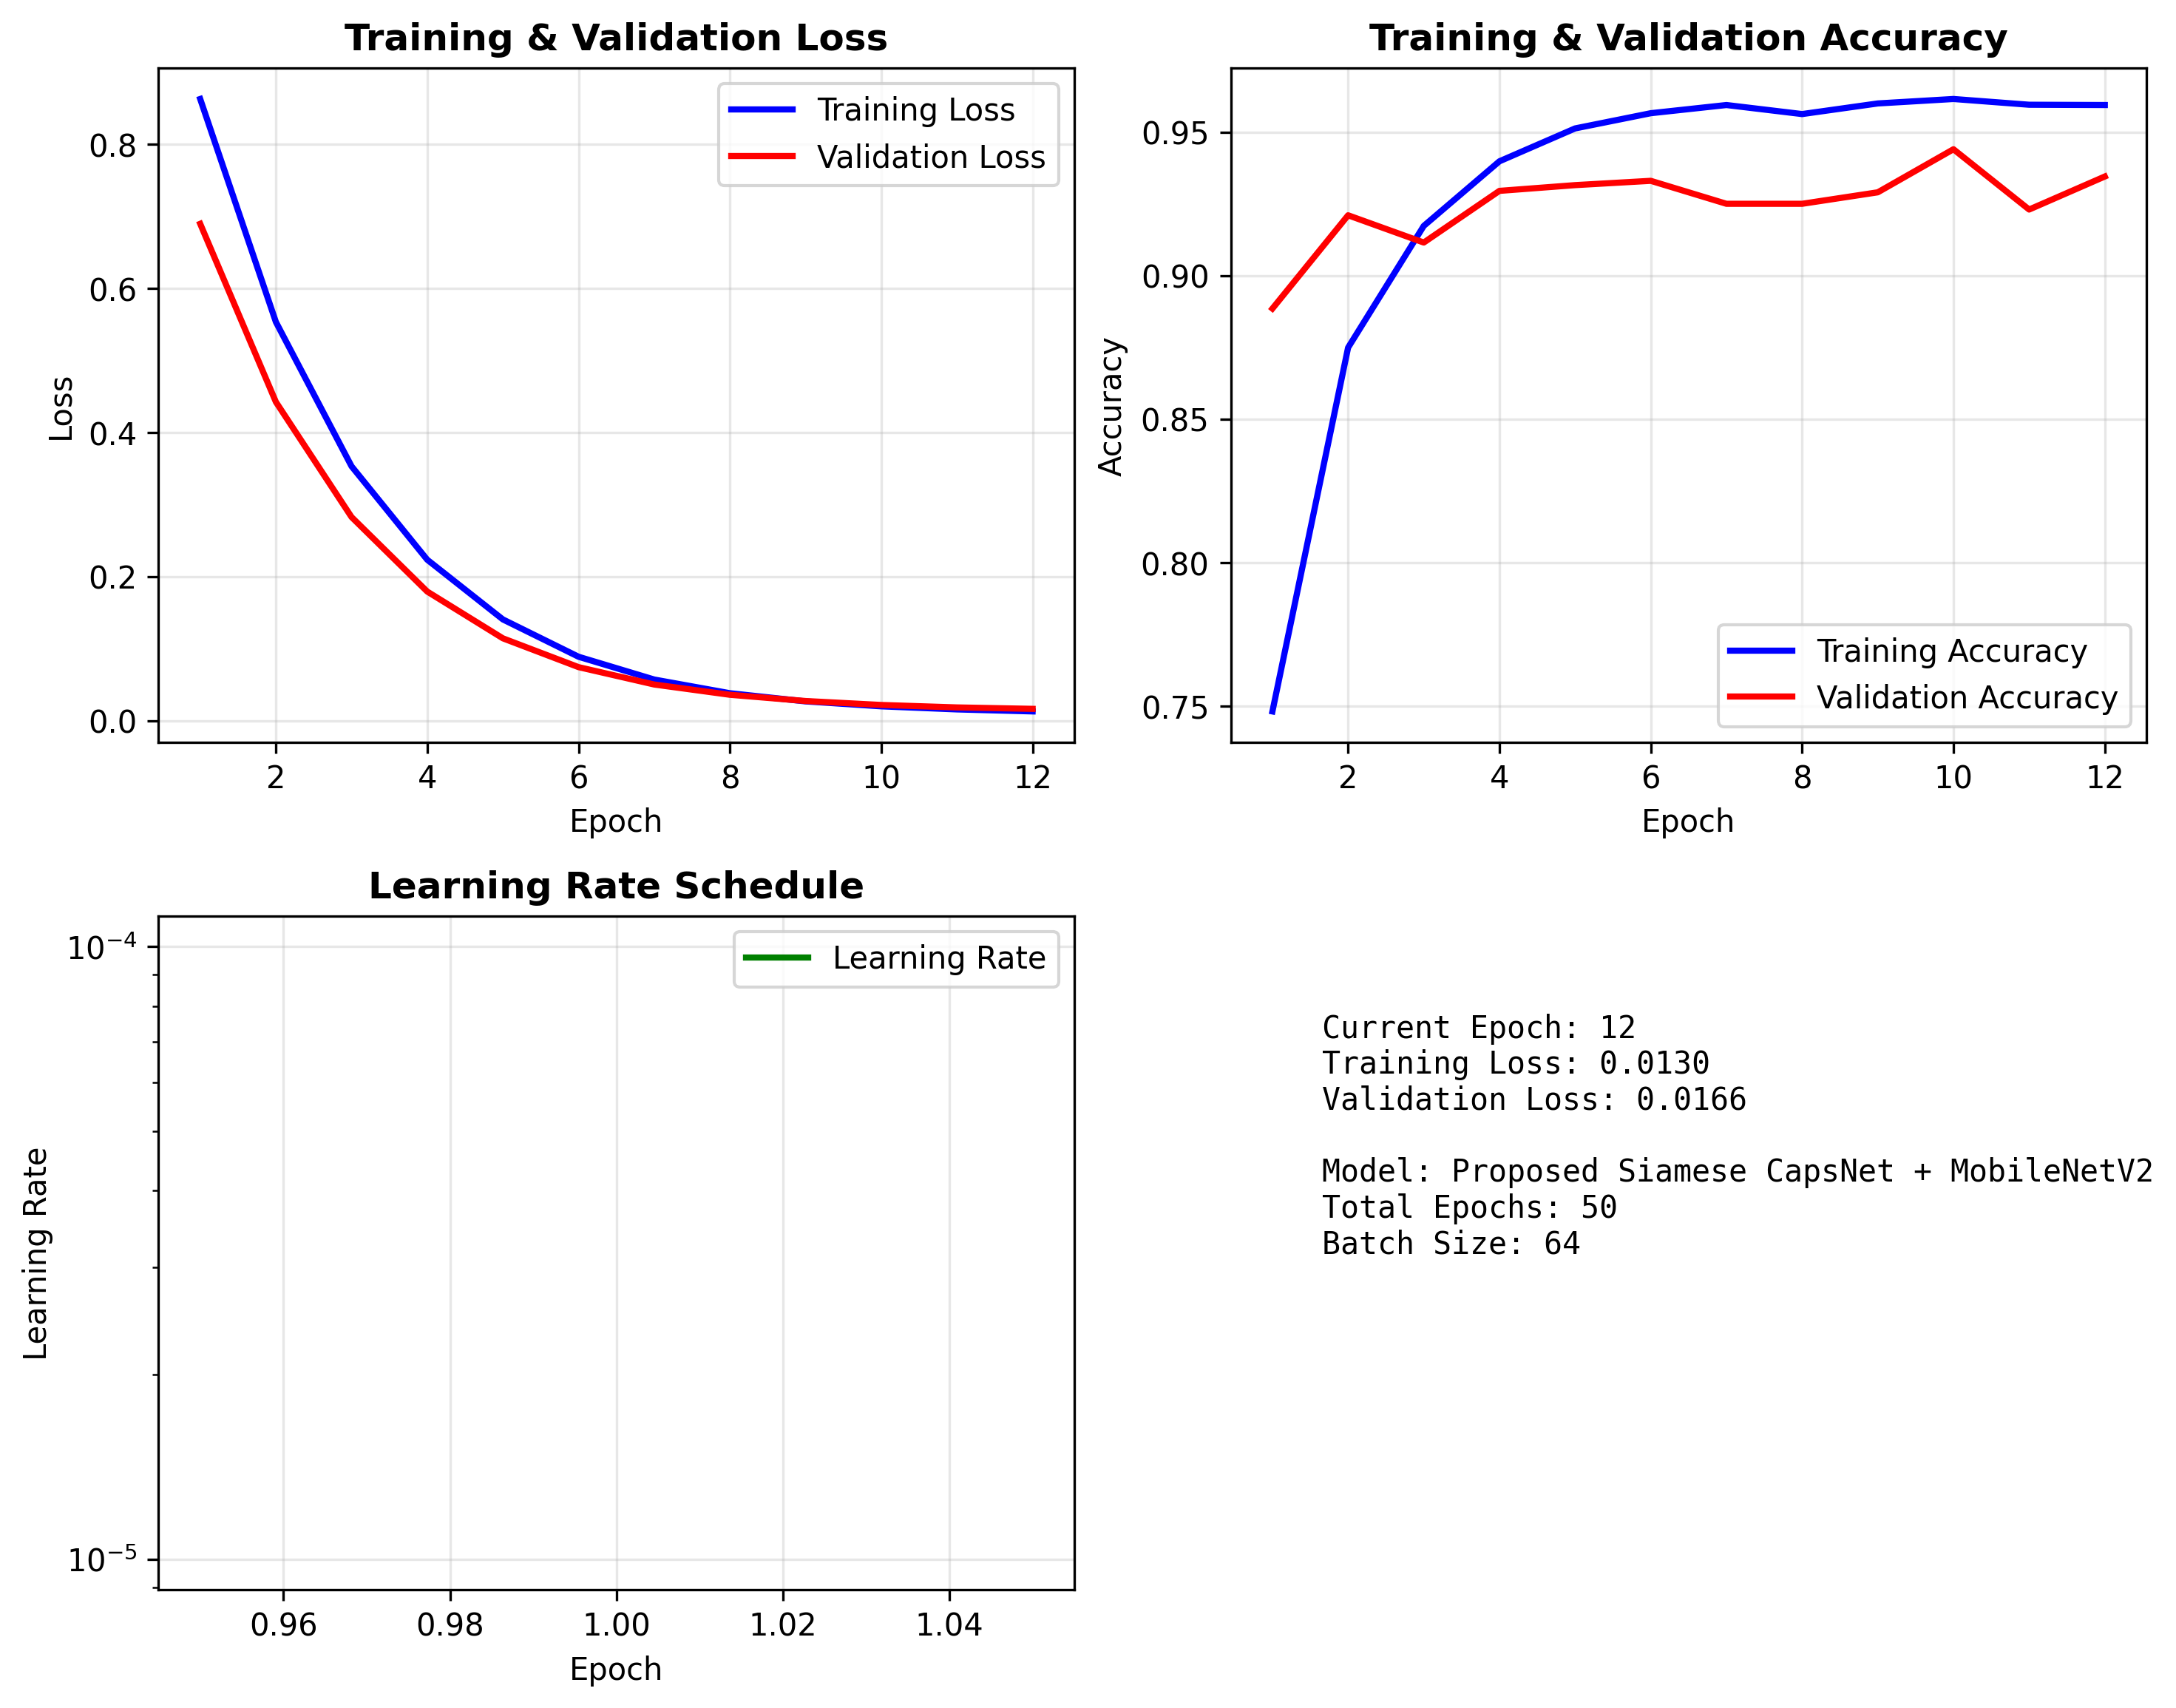 Training & Validation Loss
Training Loss
Validation Loss
0.8
0.6
0.4
0.2
0.0
Loss
2 4 6 8 10 12
Epoch
Training & Validation Accuracy
0.95
0.90
0.85
0.80
0.75
Accuracy
Training Accuracy
Validation Accuracy
2 4 6 8 10 12
Epoch
Learning Rate Schedule
Learning Rate
10⁻⁴
10⁻⁵
Learning Rate
0.96 0.98 1.00 1.02 1.04
Epoch
Current Epoch: 12
Training Loss: 0.0130
Validation Loss: 0.0166
Model: Proposed Siamese CapsNet + MobileNetV2
Total Epochs: 50
Batch Size: 64